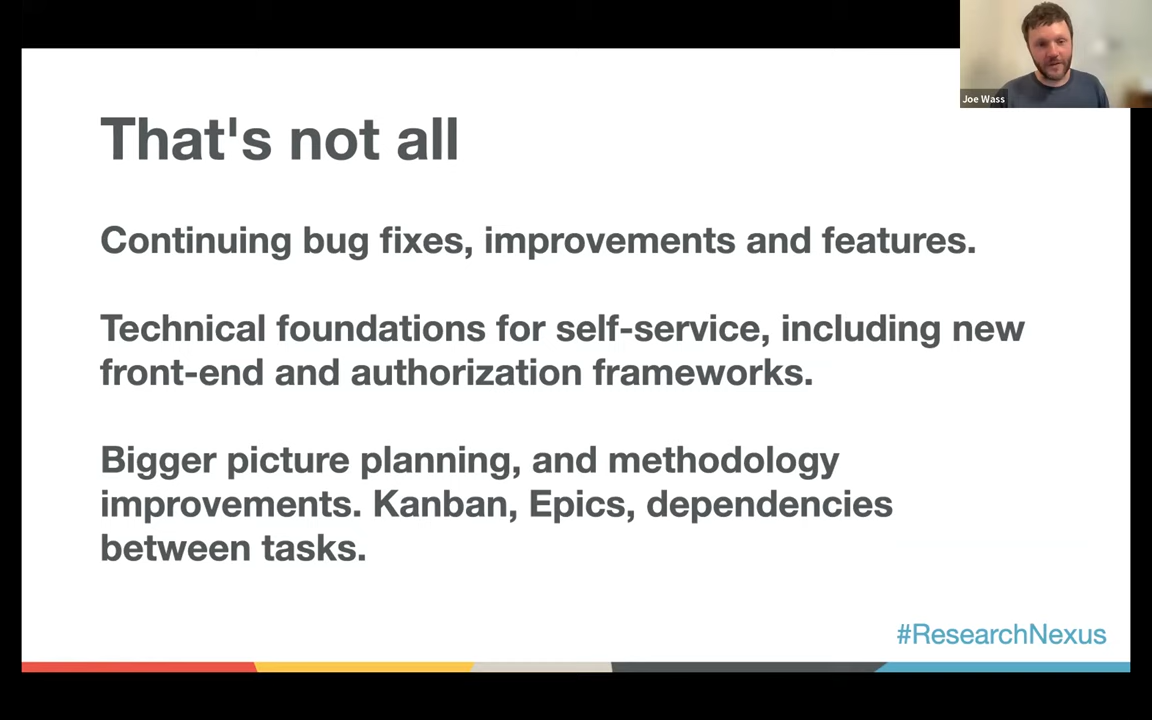 Joe Wass
That's not all
Continuing bug fixes, improvements and features.
Technical foundations for self-service, including new
front-end and authorization frameworks.
Bigger picture planning, and methodology
improvements. Kanban, Epics, dependencies
between tasks.
#ResearchNexus